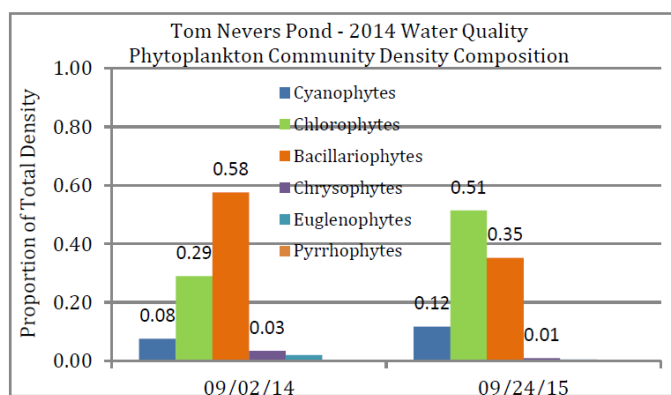 Tom Nevers Pond - 2014 Water Quality
Phytoplankton Community Density Composition
Proportion of Total Density
1.00
0.80
0.60
0.40
0.20
0.00
Cyanophytes
Chlorophytes
Bacillariophytes
Chrysophytes
Euglenophytes
Pyrrhophytes
0.08
0.29
0.58
0.03
0.12
0.51
0.35
0.01
09/02/14
09/24/15